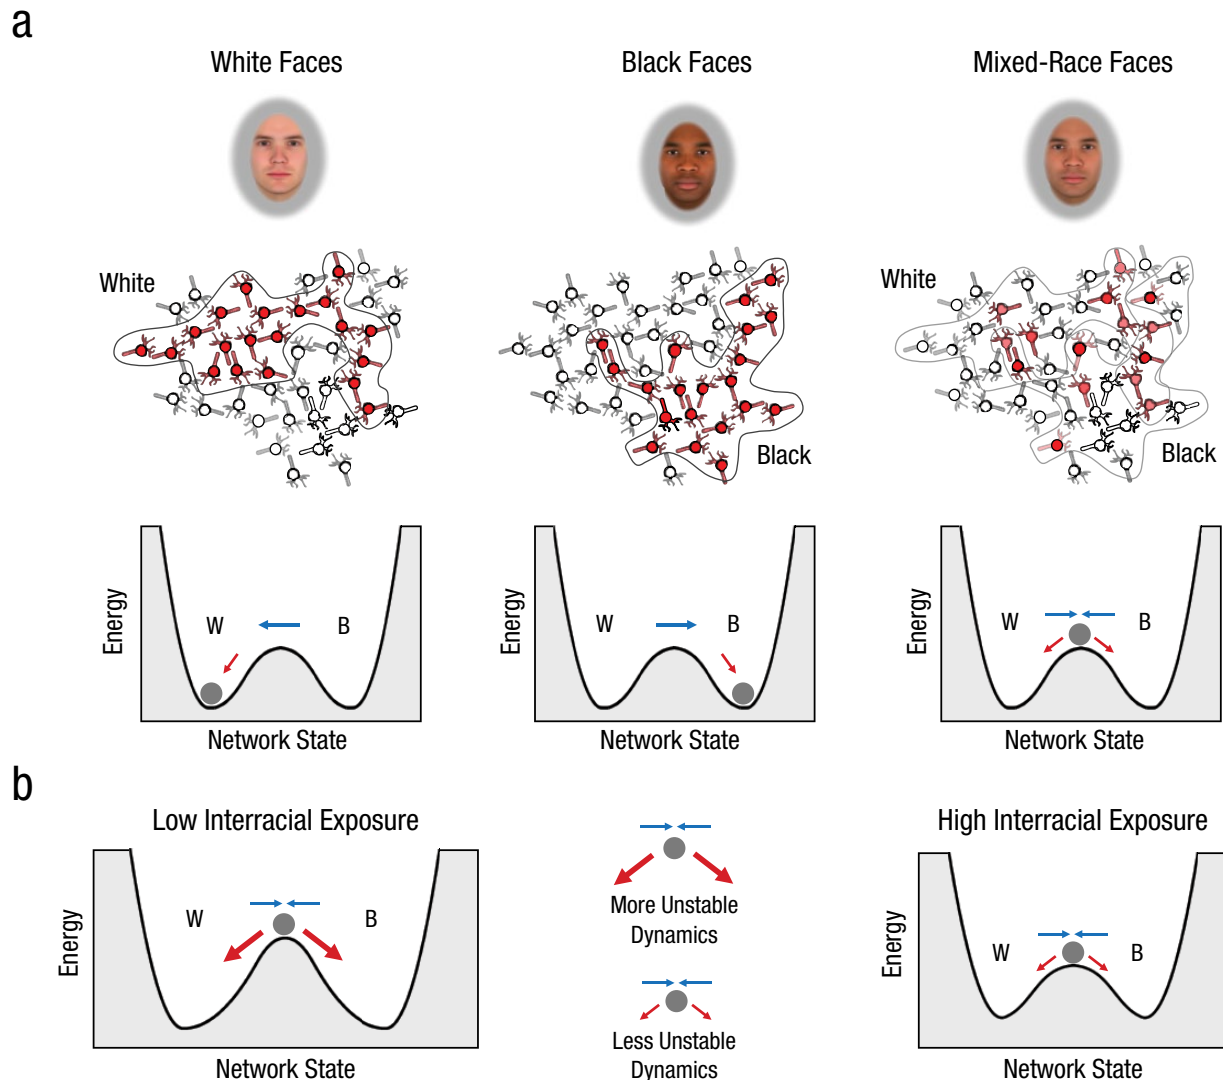 a
White Faces
Black Faces
Mixed-Race Faces
White
Black
White
Black
Energy
W
B
Network State
Energy
W
B
Network State
Energy
W
B
Network State
b
Low Interracial Exposure
Energy
W
B
Network State
More Unstable
Dynamics
Less Unstable
Dynamics
High Interracial Exposure
Energy
W
B
Network State